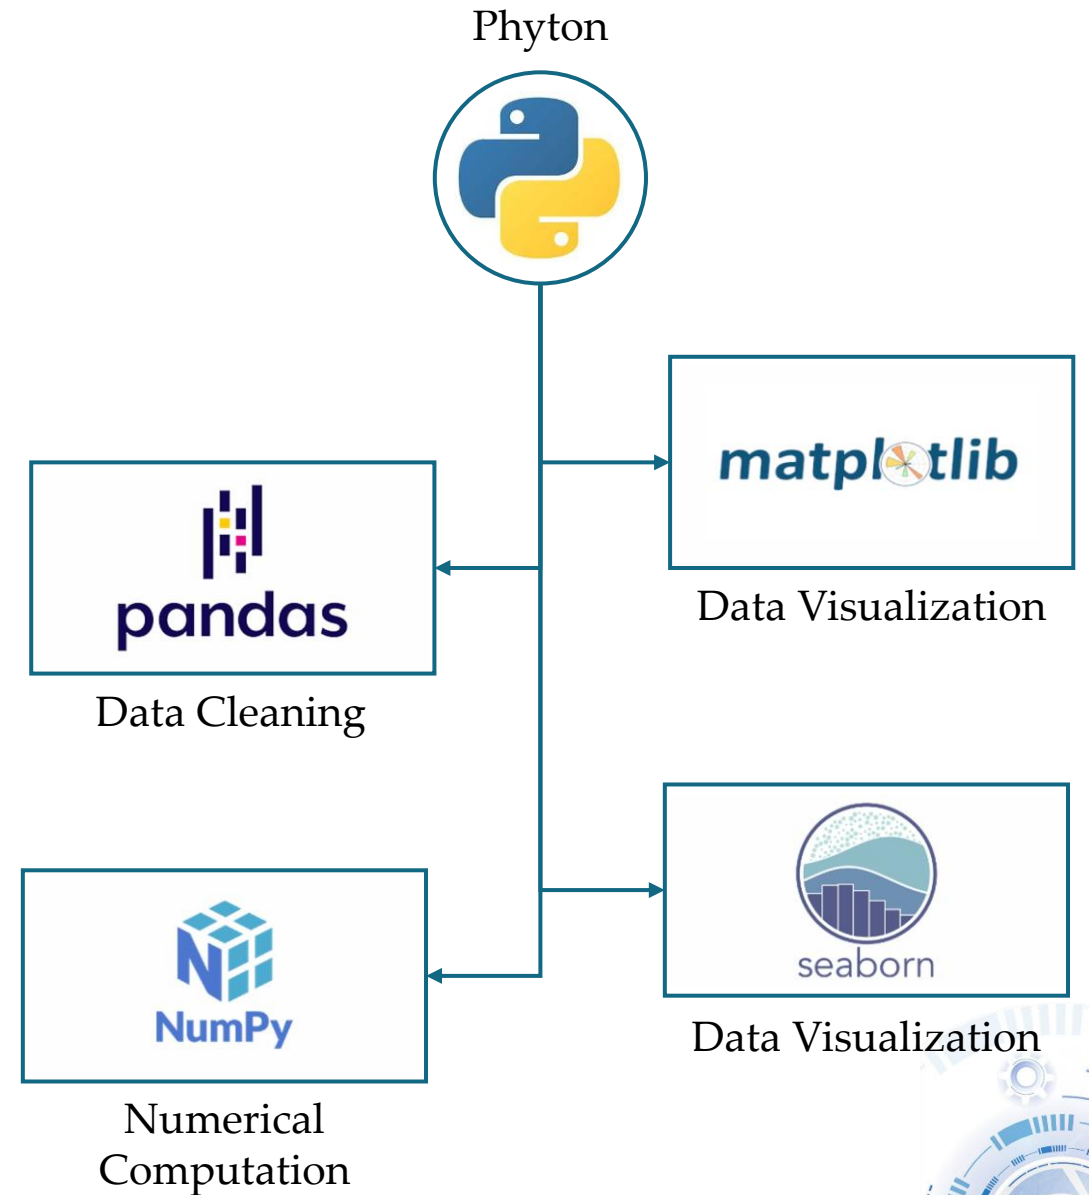 Phyton
matplotlib
Data Visualization
pandas
Data Cleaning
seaborn
Data Visualization
NumPy
Numerical
Computation